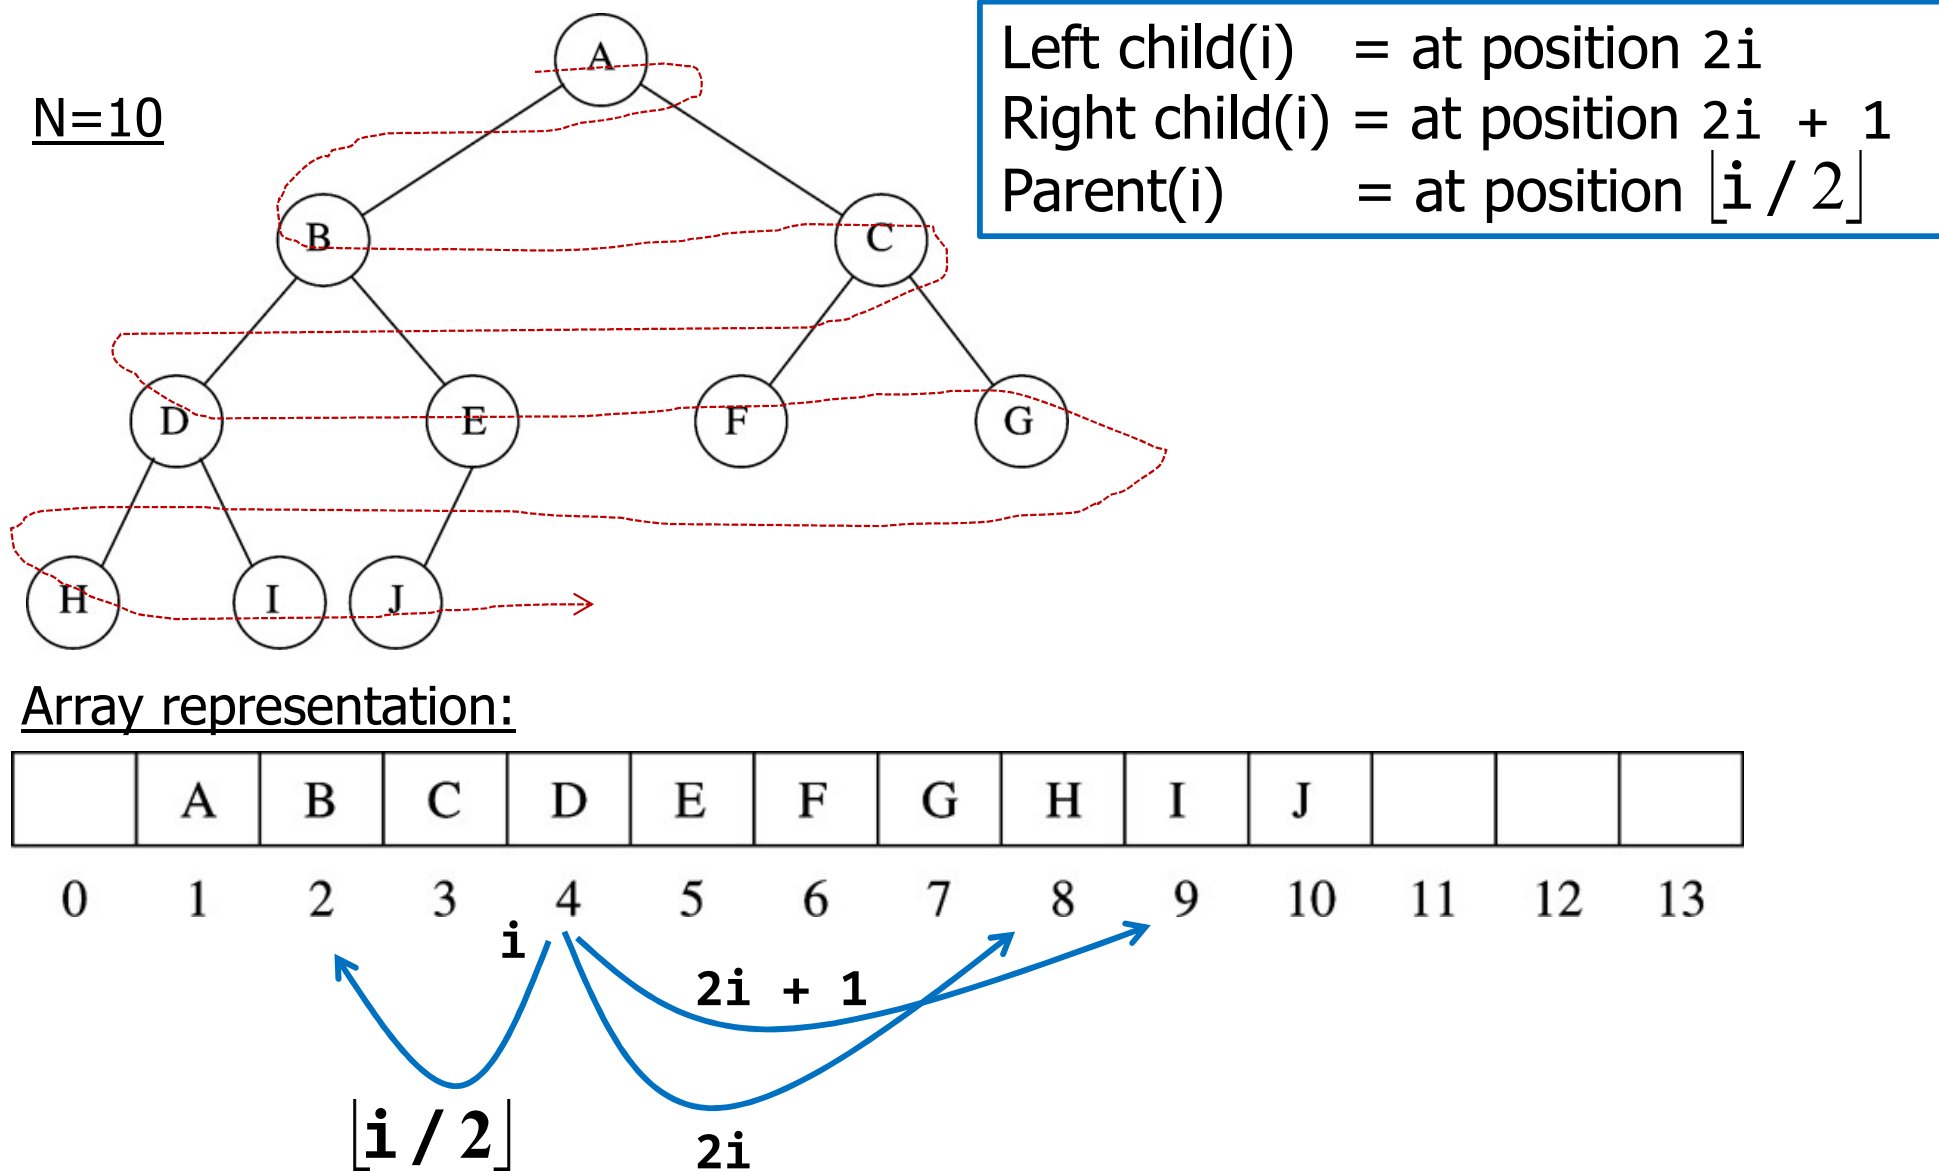 Left child(i) = at position 2i
Right child(i) = at position 2i + 1
Parent(i) = at position ⌊i / 2⌋
N=10
A
B C
D E F G
H I J
Array representation:
A B C D E F G H I J
0 1 2 3 4 5 6 7 8 9 10 11 12 13
i
2i + 1
⌊i / 2⌋
2i